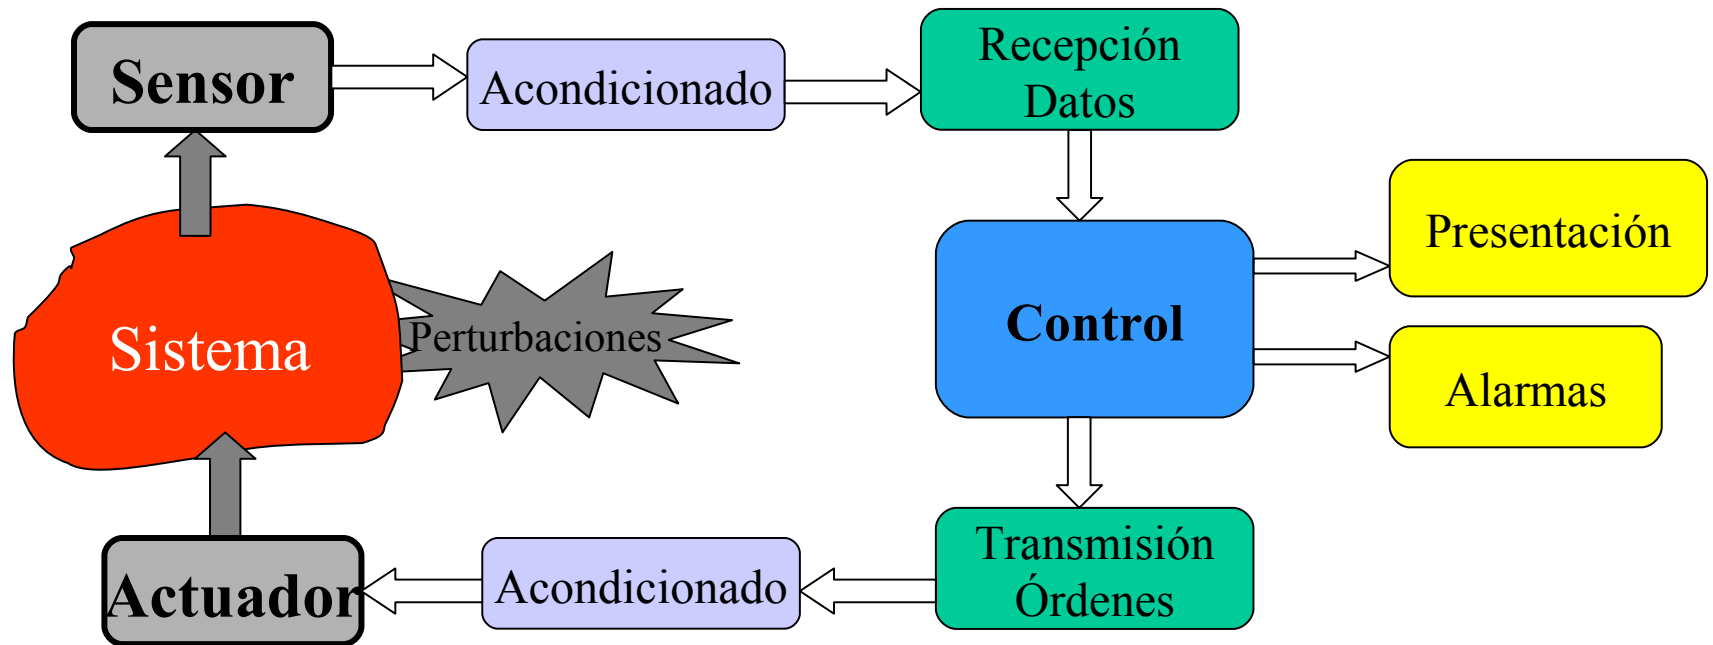 Sensor
Acondicionado
Recepción
Datos
Presentación
Control
Sistema
Perturbaciones
Alarmas
Actuador
Acondicionado
Transmisión
Órdenes